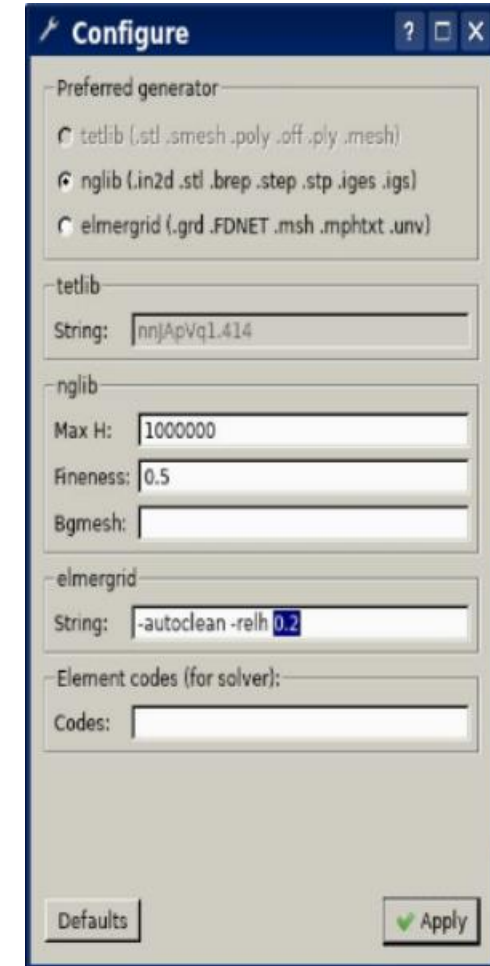 Configure ?
Preferred generator
tetlib (.stl .smesh .poly .off .ply .mesh)
nglib (.in2d .stl .brep .step .stp .iges .igs)
elmergrid (.grd .FDNET .msh .mphtxt .unv)
tetlib
String: nnJApVq1.414
nglib
Max H: 1000000
Fineness: 0.5
Bgmesh:
elmergrid
String: -autoclean -relh 0.2
Element codes (for solver):
Codes:
Defaults Apply